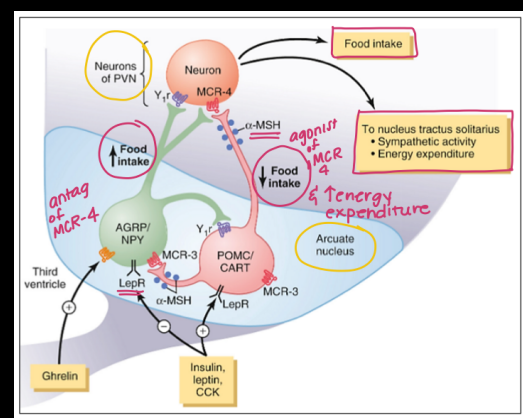 Food intake
Neurons
of PVN
Neuron
Y₁r
MCR-4
α-MSH
agonist
of
MCR
4
To nucleus tractus solitarius
• Sympathetic activity
• Energy expenditure
↑ Food
intake
↓ Food
intake
& ↑energy
expenditure
antag
of
MCR-4
AGRP/
NPY
Y₁r
MCR-3
POMC/
CART
Arcuate
nucleus
Third
ventricle
LepR
α-MSH
LepR
MCR-3
+
−
+
Ghrelin
Insulin,
leptin,
CCK